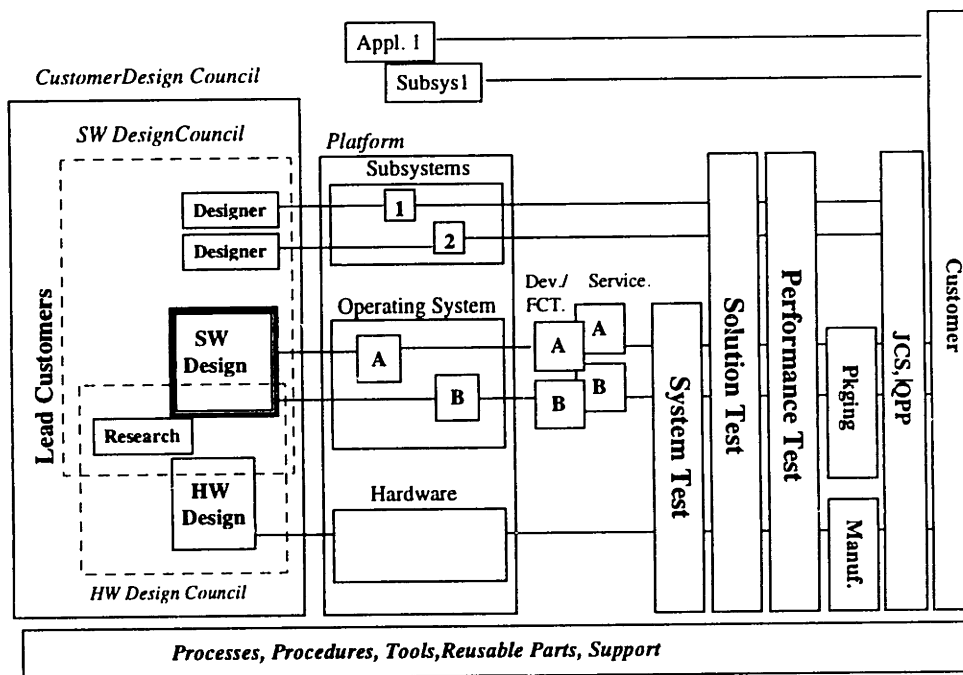 Appl. 1
Subsys1
CustomerDesign Council
SW DesignCouncil
Lead Customers
Designer
Designer
SW
Design
Research
HW
Design
HW Design Council
Platform
Subsystems
1
2
Operating System
A
B
Hardware
Dev./
FCT.
Service.
A
A
B
B
System Test
Solution Test
Performance Test
Pkging
Manuf.
JCS,IQPP
Customer
Processes, Procedures, Tools,Reusable Parts, Support